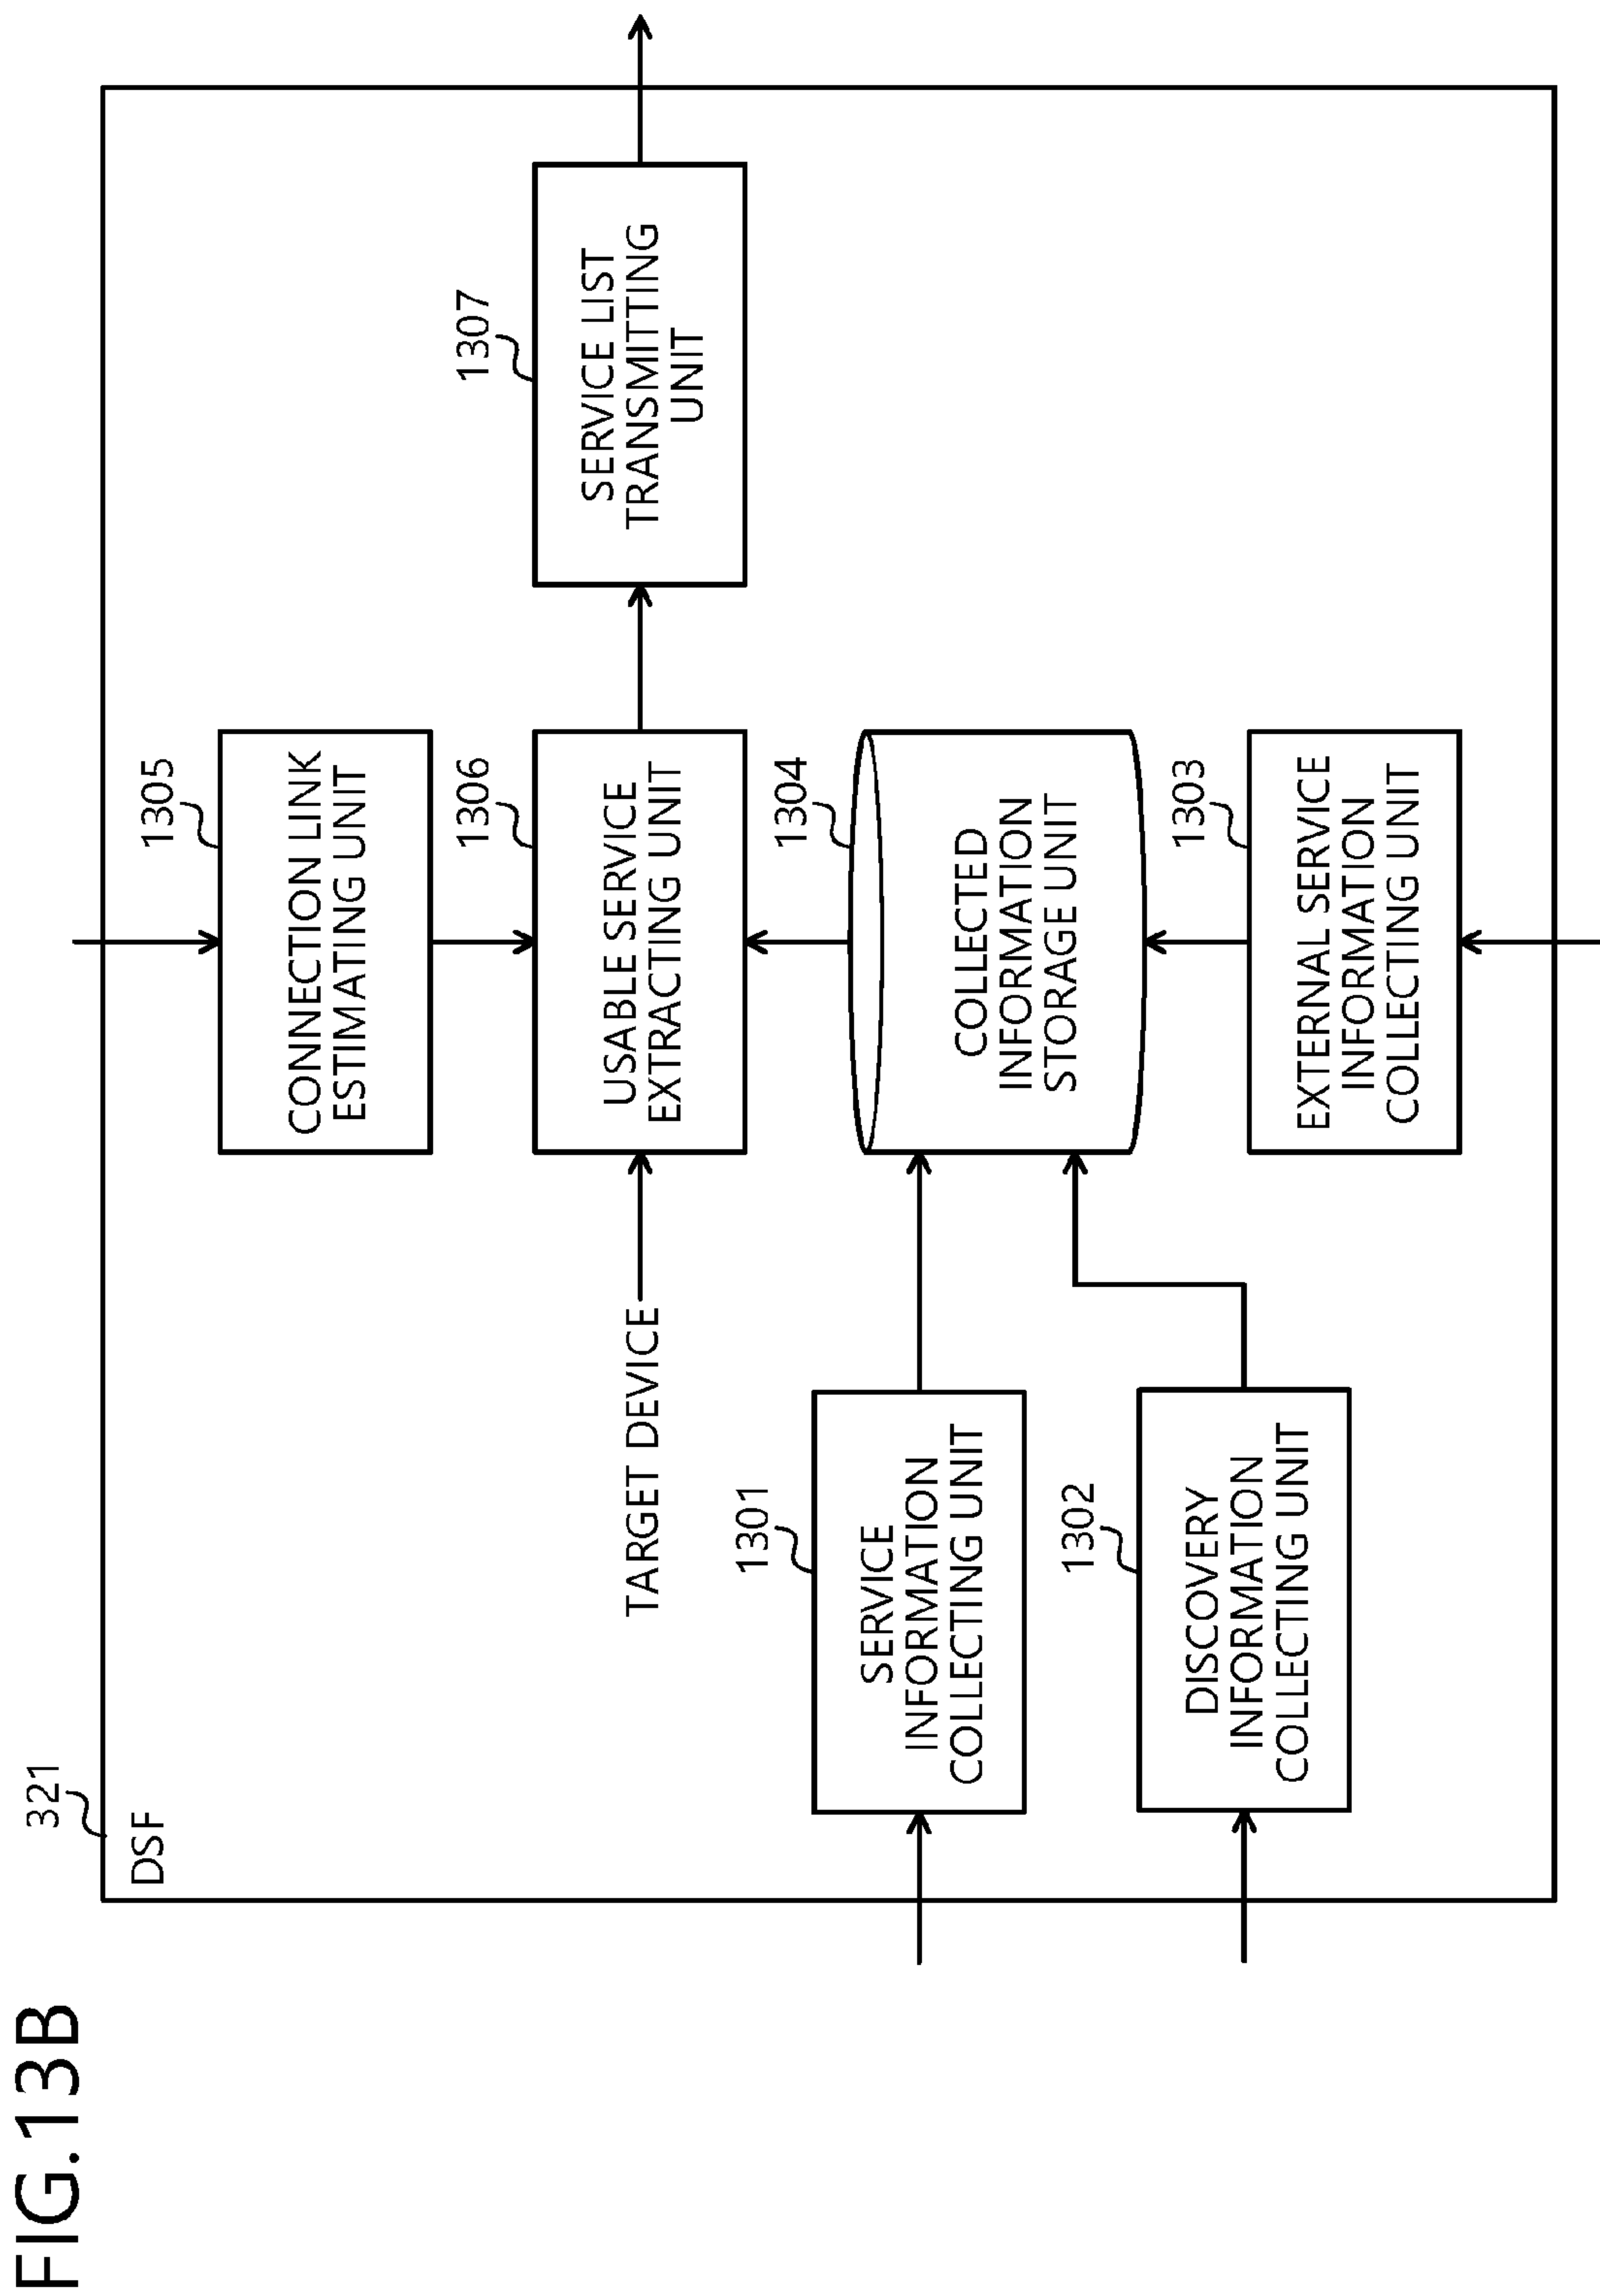 FIG.13B
321
DSF
1305
CONNECTION LINK
ESTIMATING UNIT
1306
USABLE SERVICE
EXTRACTING UNIT
1307
SERVICE LIST
TRANSMITTING
UNIT
TARGET DEVICE
1301
SERVICE
INFORMATION
COLLECTING UNIT
1304
COLLECTED
INFORMATION
STORAGE UNIT
1302
DISCOVERY
INFORMATION
COLLECTING UNIT
1303
EXTERNAL SERVICE
INFORMATION
COLLECTING UNIT